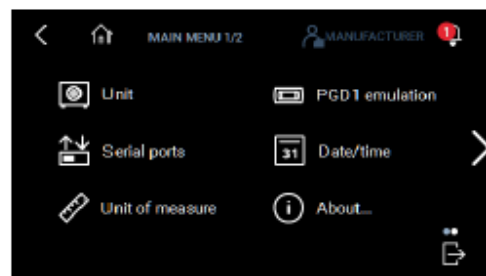 MAIN MENU 1/2
MANUFACTURER
1
Unit
PGD1 emulation
Serial ports
31
Date/time
Unit of measure
i
About...